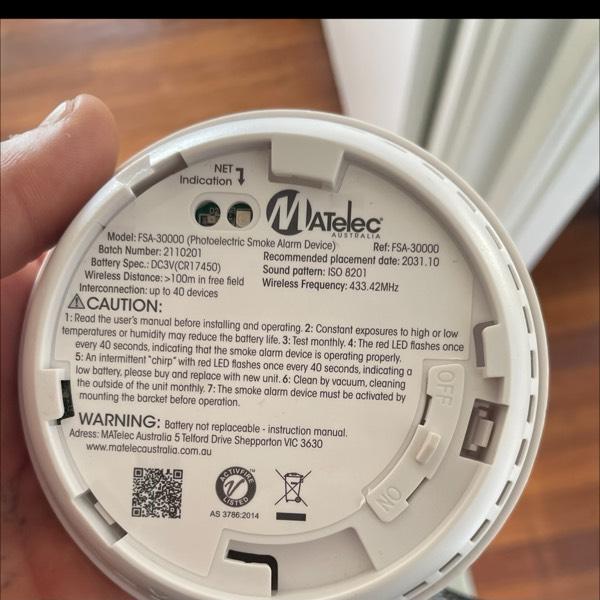 NET
Indication
MATelec
AUSTRALIA
Model: FSA-30000 (Photoelectric Smoke Alarm Device) Ref: FSA-30000
Batch Number: 2110201 Recommended placement date: 2031.10
Battery Spec.: DC3V(CR17450) Sound pattern: ISO 8201
Wireless Distance: >100m in free field Wireless Frequency: 433.42MHz
Interconnection: up to 40 devices
CAUTION:
1: Read the user's manual before installing and operating. 2: Constant exposures to high or low
temperatures or humidity may reduce the battery life. 3: Test monthly. 4: The red LED flashes once
every 40 seconds, indicating that the smoke alarm device is operating properly.
5: An intermittent "chirp" with red LED flashes once every 40 seconds, indicating a
low battery, please buy and replace with new unit. 6: Clean by vacuum, cleaning
the outside of the unit monthly. 7: The smoke alarm device must be activated by
mounting the barcket before operation.
WARNING: Battery not replaceable - instruction manual.
Adress: MATelec Australia 5 Telford Drive Shepparton VIC 3630
www.matelecaustralia.com.au
ACTIVFIRE
LISTED
AS 3786:2014
OFF
ON